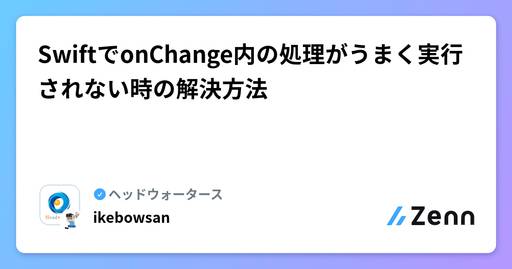 SwiftでonChange内の処理がうまく実行
されない時の解決方法
ヘッドウォータース
ikebowsan
Zenn